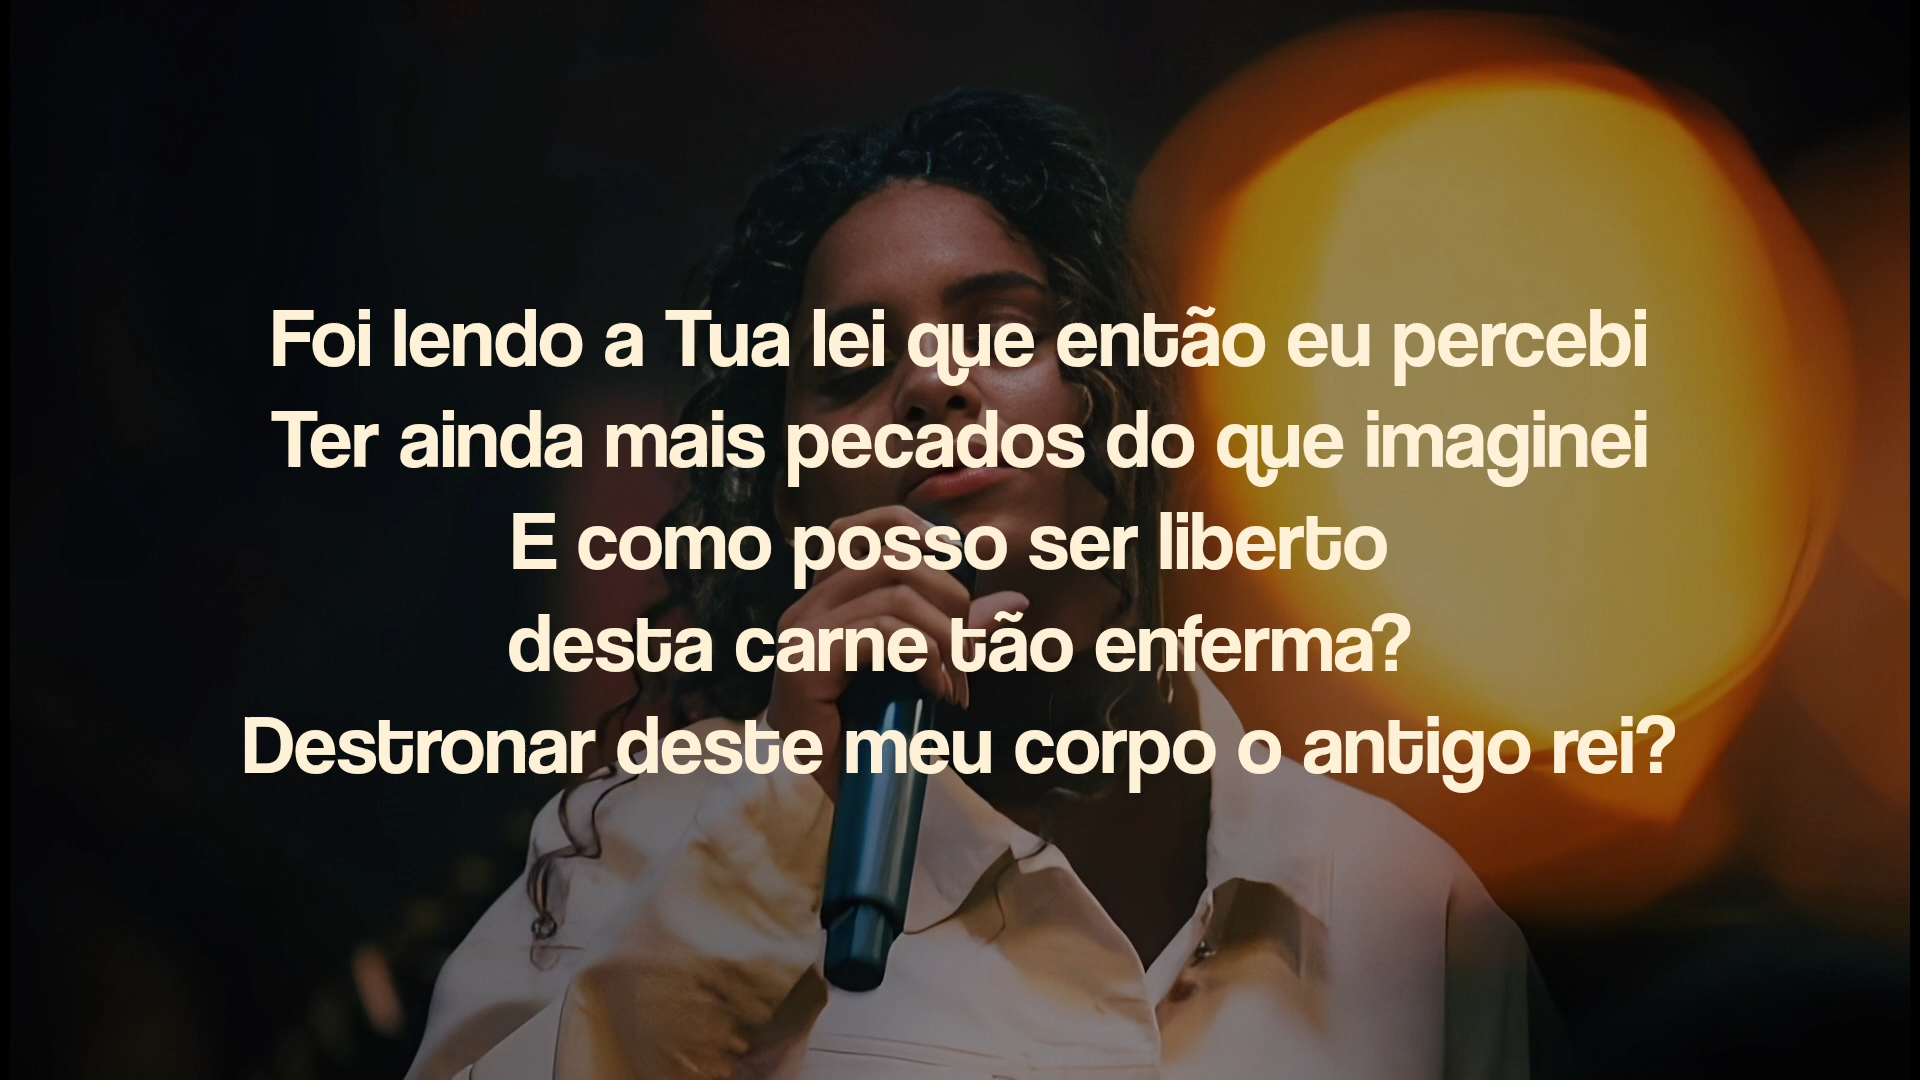 Foi lendo a Tua lei que então eu percebi
Ter ainda mais pecados do que imaginei
E como posso ser liberto
desta carne tão enferma?
Destronar deste meu corpo o antigo rei?